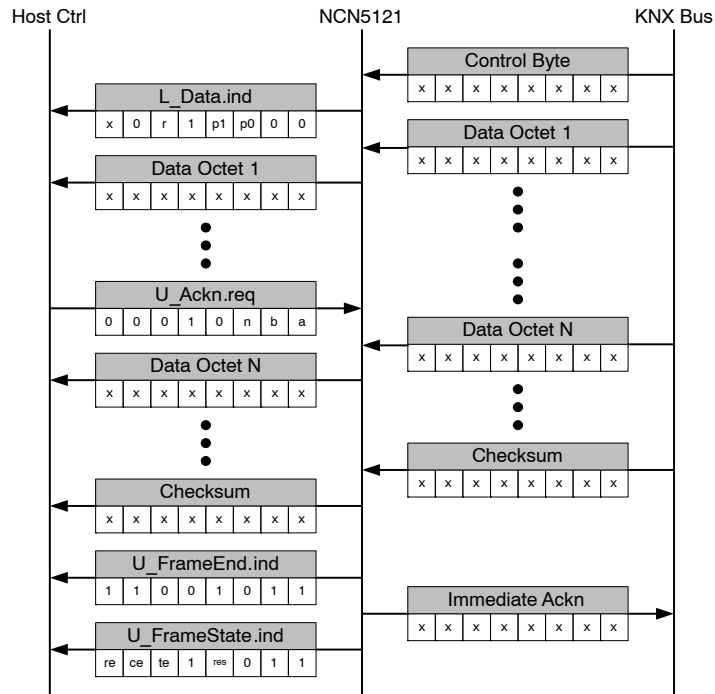 Host Ctrl NCN5121 KNX Bus
Control Byte
x x x x x x x x
L_Data.ind
x 0 r 1 p1 p0 0 0
Data Octet 1
x x x x x x x x
Data Octet 1
x x x x x x x x
U_Ackn.req
0 0 0 1 0 n b a
Data Octet N
x x x x x x x x
Data Octet N
x x x x x x x x
Checksum
x x x x x x x x
Checksum
x x x x x x x x
U_FrameEnd.ind
1 1 0 0 1 0 1 1
Immediate Ackn
x x x x x x x x
U_FrameState.ind
re ce te 1 res 0 1 1